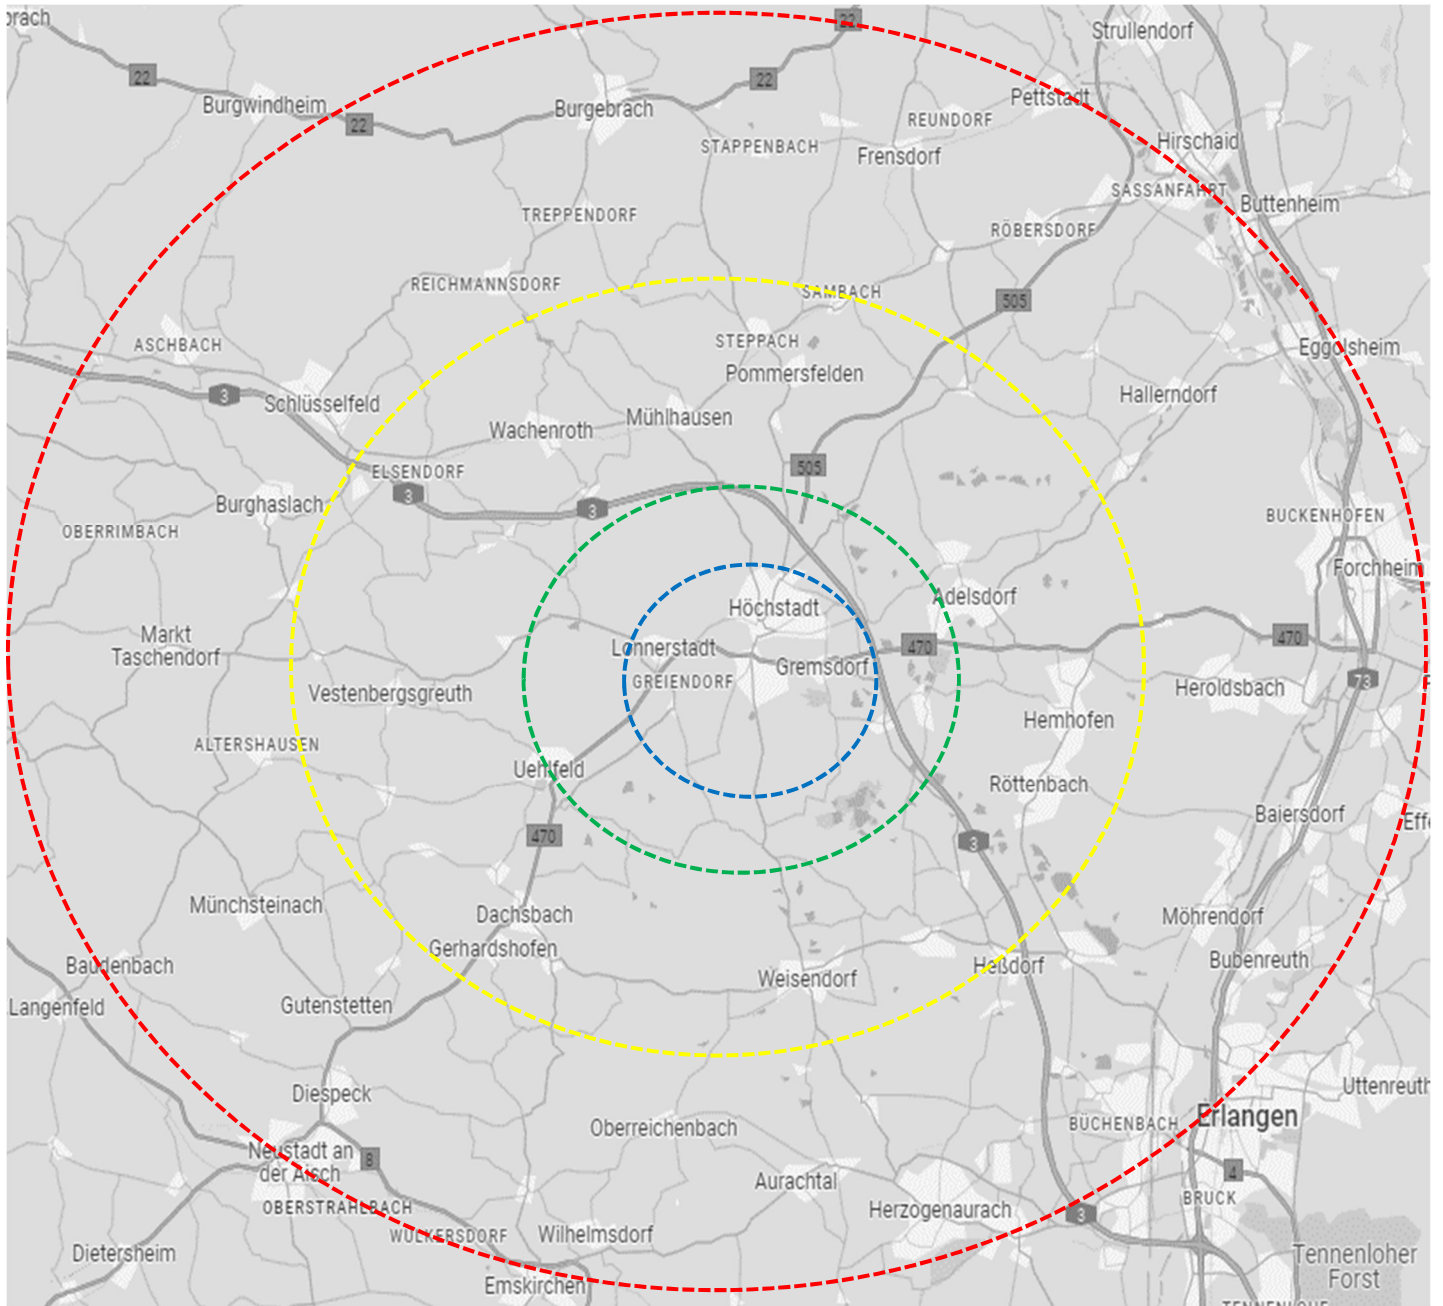 Strullendorf
22
22
22
Burgwindheim
22
Burgebrach
Pettstadt
REUNDORF
STAPPENBACH
Frensdorf
Hirschaid
SASSANFAHRT
Buttenheim
TREPPENDORF
RÖBERSDORF
REICHMANNSDORF
SAMBACH
505
ASCHBACH
STEPPACH
Eggolsheim
Pommersfelden
3
Schlüsselfeld
Hallerndorf
Wachenroth
Mühlhausen
ELSENDORF
505
3
Burghaslach
3
BUCKENHOFEN
OBERRIMBACH
Forchheim
Adelsdorf
Höchstadt
Markt
Taschendorf
Lonnerstadt
470
470
Gremsdorf
GREIENDORF
73
Vestenbergsgreuth
Heroldsbach
Hemhofen
ALTERSHAUSEN
Uehlfeld
Röttenbach
Baiersdorf
Effe
470
3
Münchsteinach
Dachsbach
Möhrendorf
Gerhardshofen
Baudenbach
Heßdorf
Bubenreuth
Weisendorf
Langenfeld
Gutenstetten
Diespeck
Uttenreuth
Erlangen
Oberreichenbach
BÜCHENBACH
Neustadt an
der Aisch
8
4
Aurachtal
BRUCK
OBERSTRAHLBACH
Herzogenaurach
3
WULKERSDORF
Wilhelmsdorf
Dietersheim
Tennenloher
Forst
Emskirchen